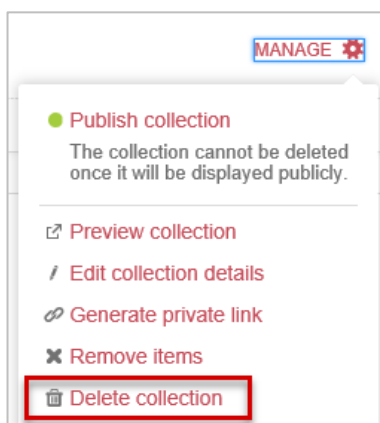 MANAGE
Publish collection
The collection cannot be deleted
once it will be displayed publicly.
Preview collection
Edit collection details
Generate private link
Remove items
Delete collection